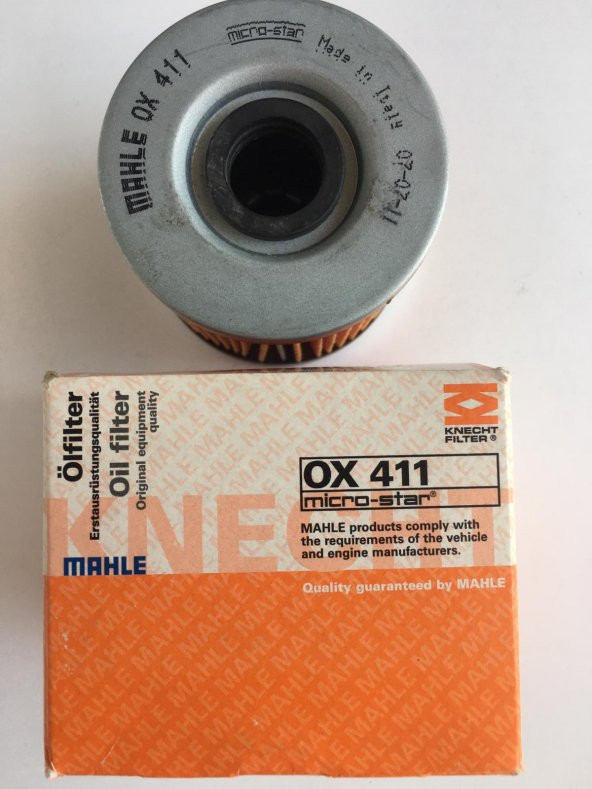 MAHLE OX 411
micro-star
Made in Italy 07-07-11
Ölfilter
Erstausrüstungsqualität
Oil filter
Original equipment
quality
MAHLE
KNECHT
KNECHT
FILTER®
OX 411
micro-star®
MAHLE products comply with
the requirements of the vehicle
and engine manufacturers.
Quality guaranteed by MAHLE